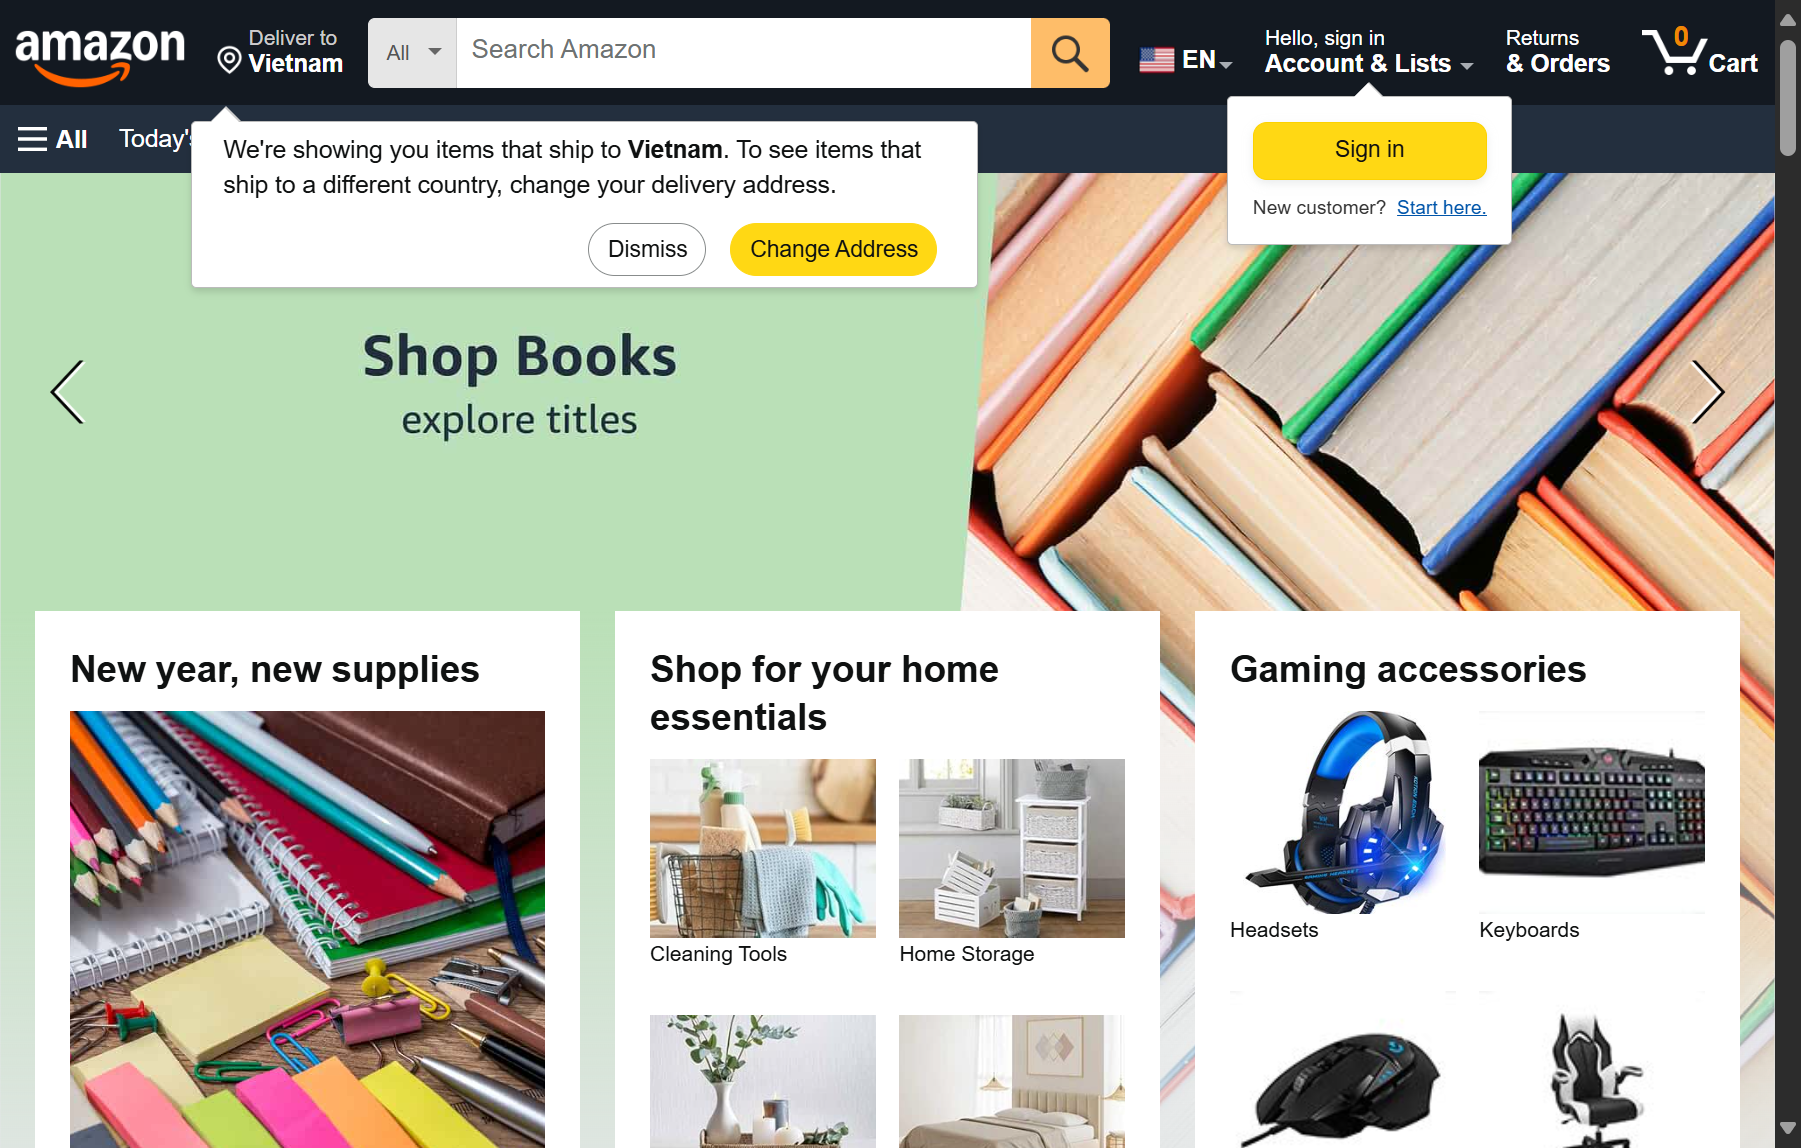 amazon
Deliver to
Vietnam
All
Search Amazon
EN
Hello, sign in
Account & Lists
Returns
& Orders
0
Cart
All
Today's
We're showing you items that ship to Vietnam. To see items that
ship to a different country, change your delivery address.
Dismiss
Change Address
Sign in
New customer? Start here.
Shop Books
explore titles
New year, new supplies
Shop for your home
essentials
Cleaning Tools
Home Storage
Gaming accessories
Headsets
Keyboards